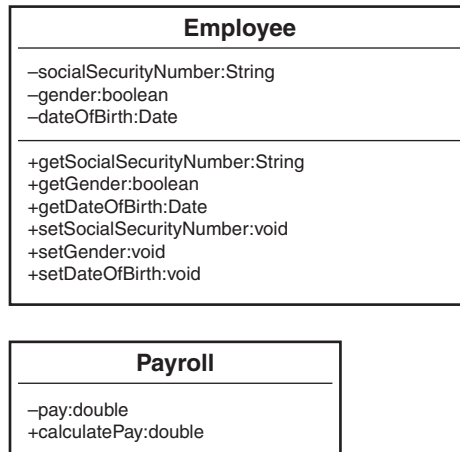 Employee
–socialSecurityNumber:String
–gender:boolean
–dateOfBirth:Date
+getSocialSecurityNumber:String
+getGender:boolean
+getDateOfBirth:Date
+setSocialSecurityNumber:void
+setGender:void
+setDateOfBirth:void
Payroll
–pay:double
+calculatePay:double